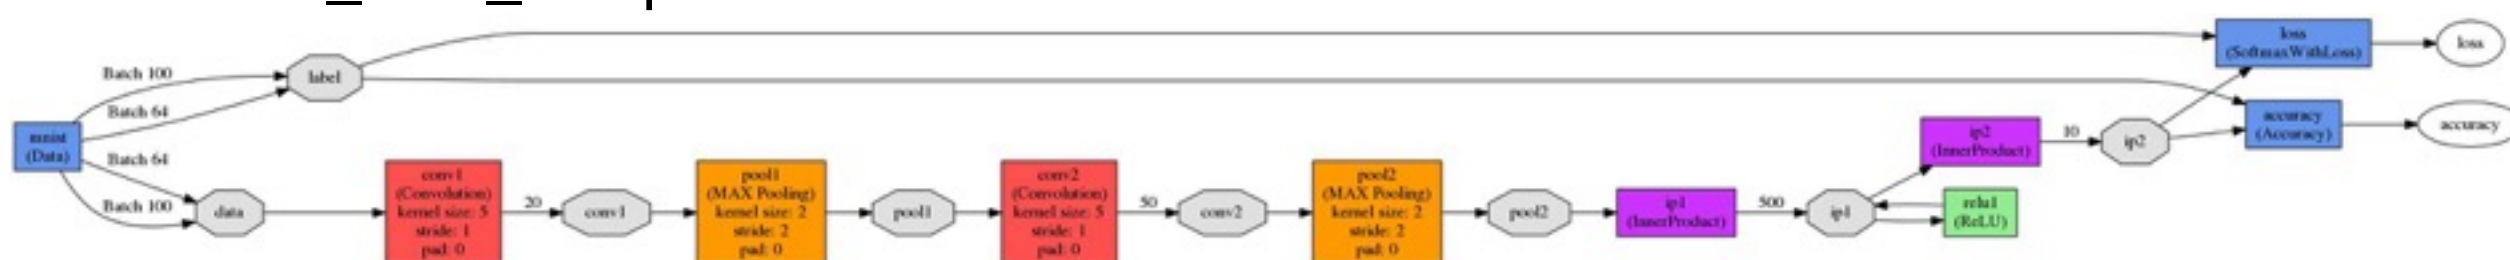 Batch 100
Batch 64
Batch 64
Batch 100
mnist
(Data)
label
data
conv1
(Convolution)
kernel size: 5
stride: 1
pad: 0
20
conv1
pool1
(MAX Pooling)
kernel size: 2
stride: 2
pad: 0
pool1
conv2
(Convolution)
kernel size: 5
stride: 1
pad: 0
50
conv2
pool2
(MAX Pooling)
kernel size: 2
stride: 2
pad: 0
pool2
ip1
(InnerProduct)
500
ip1
relu1
(ReLU)
ip2
(InnerProduct)
10
ip2
loss
(SoftmaxWithLoss)
loss
accuracy
(Accuracy)
accuracy